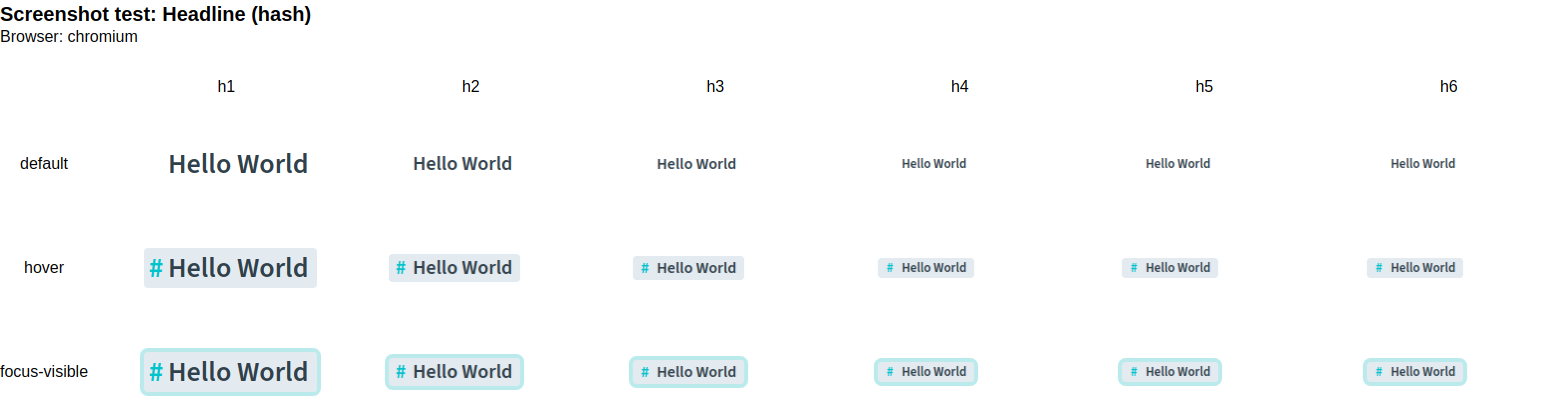 Screenshot test: Headline (hash)
Browser: chromium
h1 h2 h3 h4 h5 h6
default Hello World Hello World Hello World Hello World Hello World Hello World
hover # Hello World # Hello World # Hello World # Hello World # Hello World # Hello World
focus-visible # Hello World # Hello World # Hello World # Hello World # Hello World # Hello World